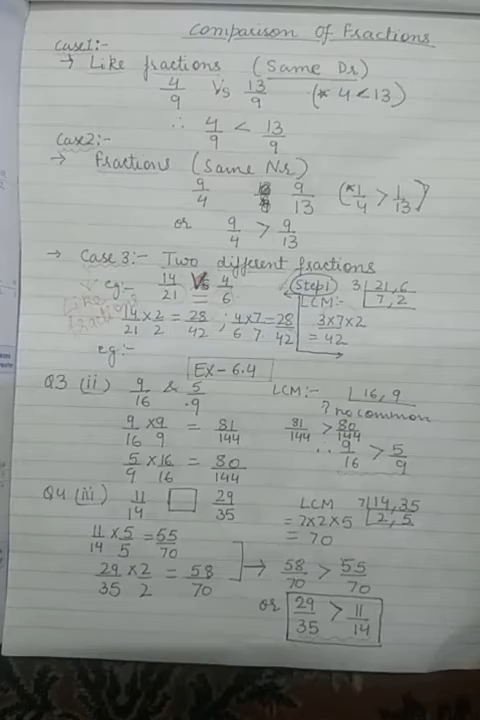 Comparison of Fractions
Case1:-
→ Like fractions (Same Dr)
4/9 Vs 13/9 (* 4 < 13)
∴ 4/9 < 13/9
Case2:-
→ fractions (Same Nr)
9/4 9/13 (* 1/4 > 1/13)
or 9/4 > 9/13
→ Case 3:- Two different fractions
eg:- 14/21 Vs 4/6
Step1 3 | 21, 6
LCM:- 7, 2
Like fractions
14/21 × 2/2 = 28/42 ; 4/6 × 7/7 = 28/42
3×7×2
= 42
eg:-
Ex - 6.4
Q3 (ii) 9/16 & 5/9 LCM:- 16, 9
? no common
9/16 × 9/9 = 81/144 81/144 > 80/144
∴ 9/16 > 5/9
5/9 × 16/16 = 80/144
Q4 (iii) 11/14 □ 29/35 LCM 7 | 14, 35
= 7×2×5 2, 5
= 70
11/14 × 5/5 = 55/70
29/35 × 2/2 = 58/70 → 58/70 > 55/70
or 29/35 > 11/14